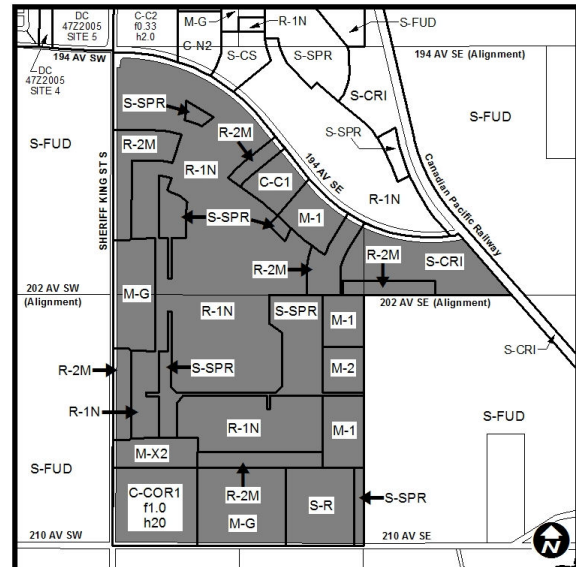 DC
47Z2005
SITE 5
C-C2
f0.33
h2.0
M-G
R-1N
S-FUD
C-N2
S-CS
S-SPR
194 AV SW
194 AV SE (Alignment)
DC
47Z2005
SITE 4
S-CRI
S-SPR
S-FUD
S-FUD
R-2M
R-2M
S-SPR
R-1N
194 AV SE
Canadian Pacific Railway
C-C1
R-1N
SHERIFF KING ST S
S-SPR
M-1
R-2M
R-2M
S-CRI
202 AV SW
(Alignment)
M-G
202 AV SE (Alignment)
R-1N
S-SPR
M-1
S-CRI
R-2M
S-SPR
M-2
R-1N
S-FUD
R-1N
M-1
M-X2
S-FUD
C-COR1
f1.0
h20
R-2M
M-G
S-R
S-SPR
210 AV SW
210 AV SE
N